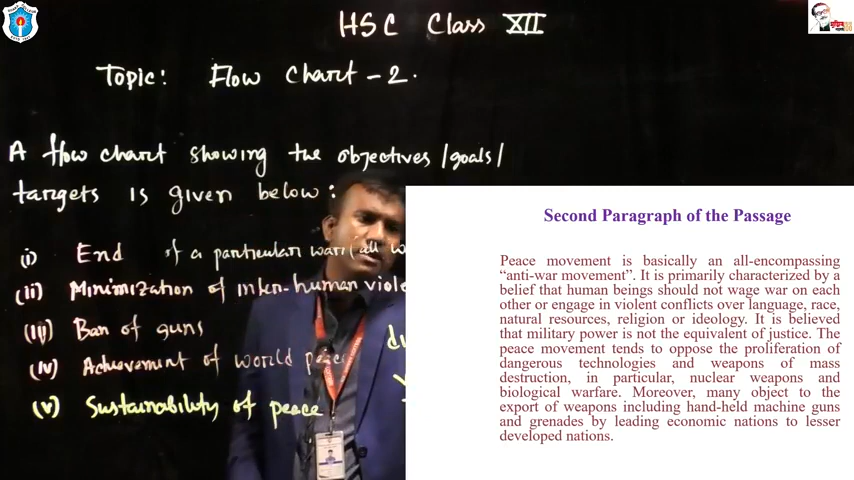 HSC Class XII
Topic: Flow Chart - 2.
A flow chart showing the objectives /goals/
targets is given below:
(i) End of a particular war (all
(ii) Minimization of inter-human
(iii) Ban of guns
(iv) Achievement of world peace
(v) Sustainability of peace
Second Paragraph of the Passage
Peace movement is basically an all-encompassing
“anti-war movement”. It is primarily characterized by a
belief that human beings should not wage war on each
other or engage in violent conflicts over language, race,
natural resources, religion or ideology. It is believed
that military power is not the equivalent of justice. The
peace movement tends to oppose the proliferation of
dangerous technologies and weapons of mass
destruction, in particular, nuclear weapons and
biological warfare. Moreover, many object to the
export of weapons including hand-held machine guns
and grenades by leading economic nations to lesser
developed nations.